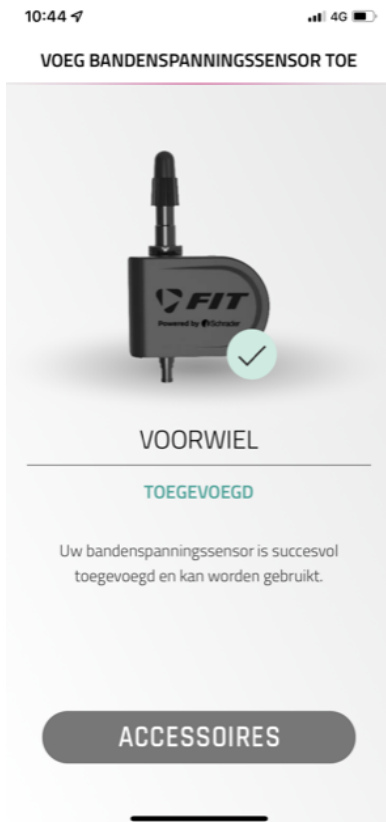 10:44
4G
VOEG BANDENSPANNINGSSENSOR TOE
FIT
Powered by Schrader
VOORWIEL
TOEGEVOEGD
Uw bandenspanningssensor is succesvol
toegevoegd en kan worden gebruikt.
ACCESSOIRES